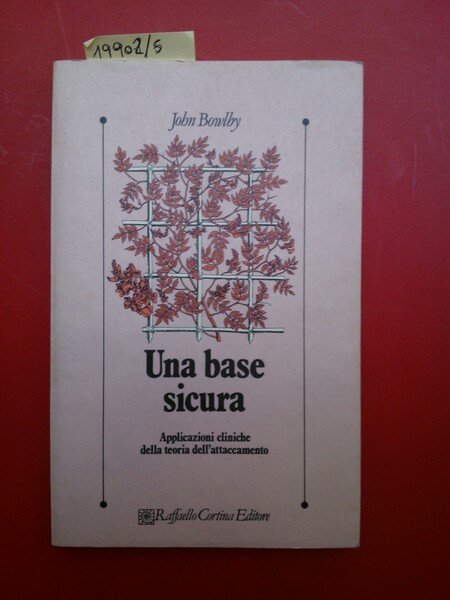 19902/5
John Bowlby
Una base
sicura
Applicazioni cliniche
della teoria dell'attaccamento
Raffaello Cortina Editore